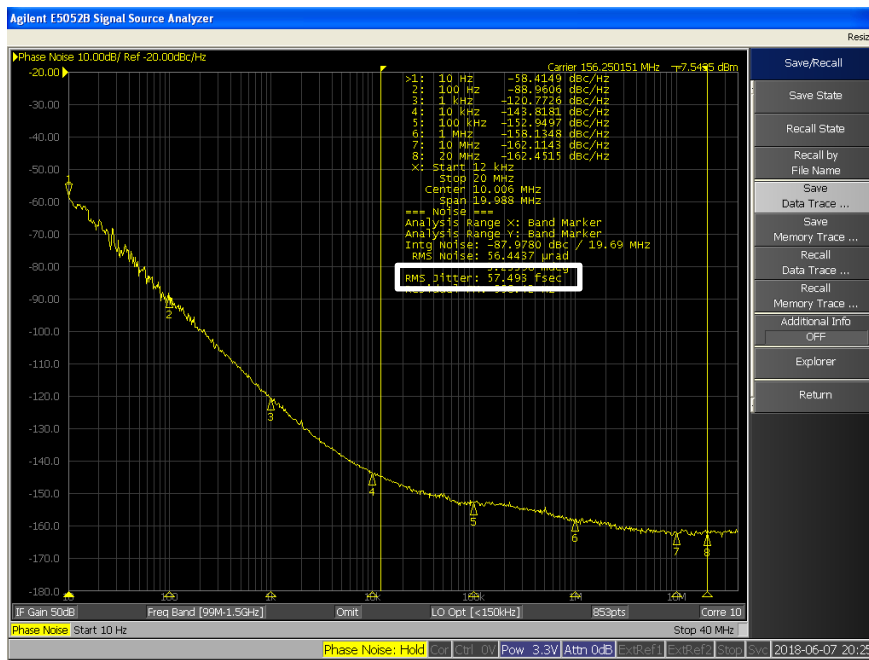 Agilent E5052B Signal Source Analyzer
Resiz
Phase Noise 10.00dB/ Ref -20.00dBc/Hz
Carrier 156.250151 MHz
dBm
-20.00
-30.00
-40.00
-50.00
-60.00
-70.00
-80.00
-90.00
-100.0
-110.0
-120.0
-130.0
-140.0
-150.0
-160.0
-170.0
-180.0
>1: 10 Hz -58.4149 dBc/Hz
2: 100 Hz -88.9606 dBc/Hz
3: 1 kHz -120.7726 dBc/Hz
4: 10 kHz -143.8181 dBc/Hz
5: 100 kHz -152.9497 dBc/Hz
6: 1 MHz -158.1348 dBc/Hz
7: 10 MHz -162.1143 dBc/Hz
8: 20 MHz -162.4515 dBc/Hz
X: Start 12 kHz
Stop 20 MHz
Center 10.006 MHz
Span 19.988 MHz
=== Noise ===
Analysis Range X: Band Marker
Analysis Range Y: Band Marker
Intg Noise: -87.9780 dBc / 19.69 MHz
RMS Noise: 56.4437 µrad
RMS Jitter: 57.493 fsec
1
2
3
4
5
6
7
8
IF Gain 50dB
Freq Band [99M-1.5GHz]
Omit
LO Opt [<150kHz]
853pts
Corre 10
Phase Noise Start 10 Hz
Stop 40 MHz
Phase Noise: Hold
Cor
Ctrl 0V
Pow 3.3V
Attn 0dB
ExtRef1
ExtRef2
Stop
Svc
2018-06-07 20:25
Save/Recall
Save State
Recall State
Recall by
File Name
Save
Data Trace ...
Save
Memory Trace ...
Recall
Data Trace ...
Recall
Memory Trace ...
Additional Info
OFF
Explorer
Return